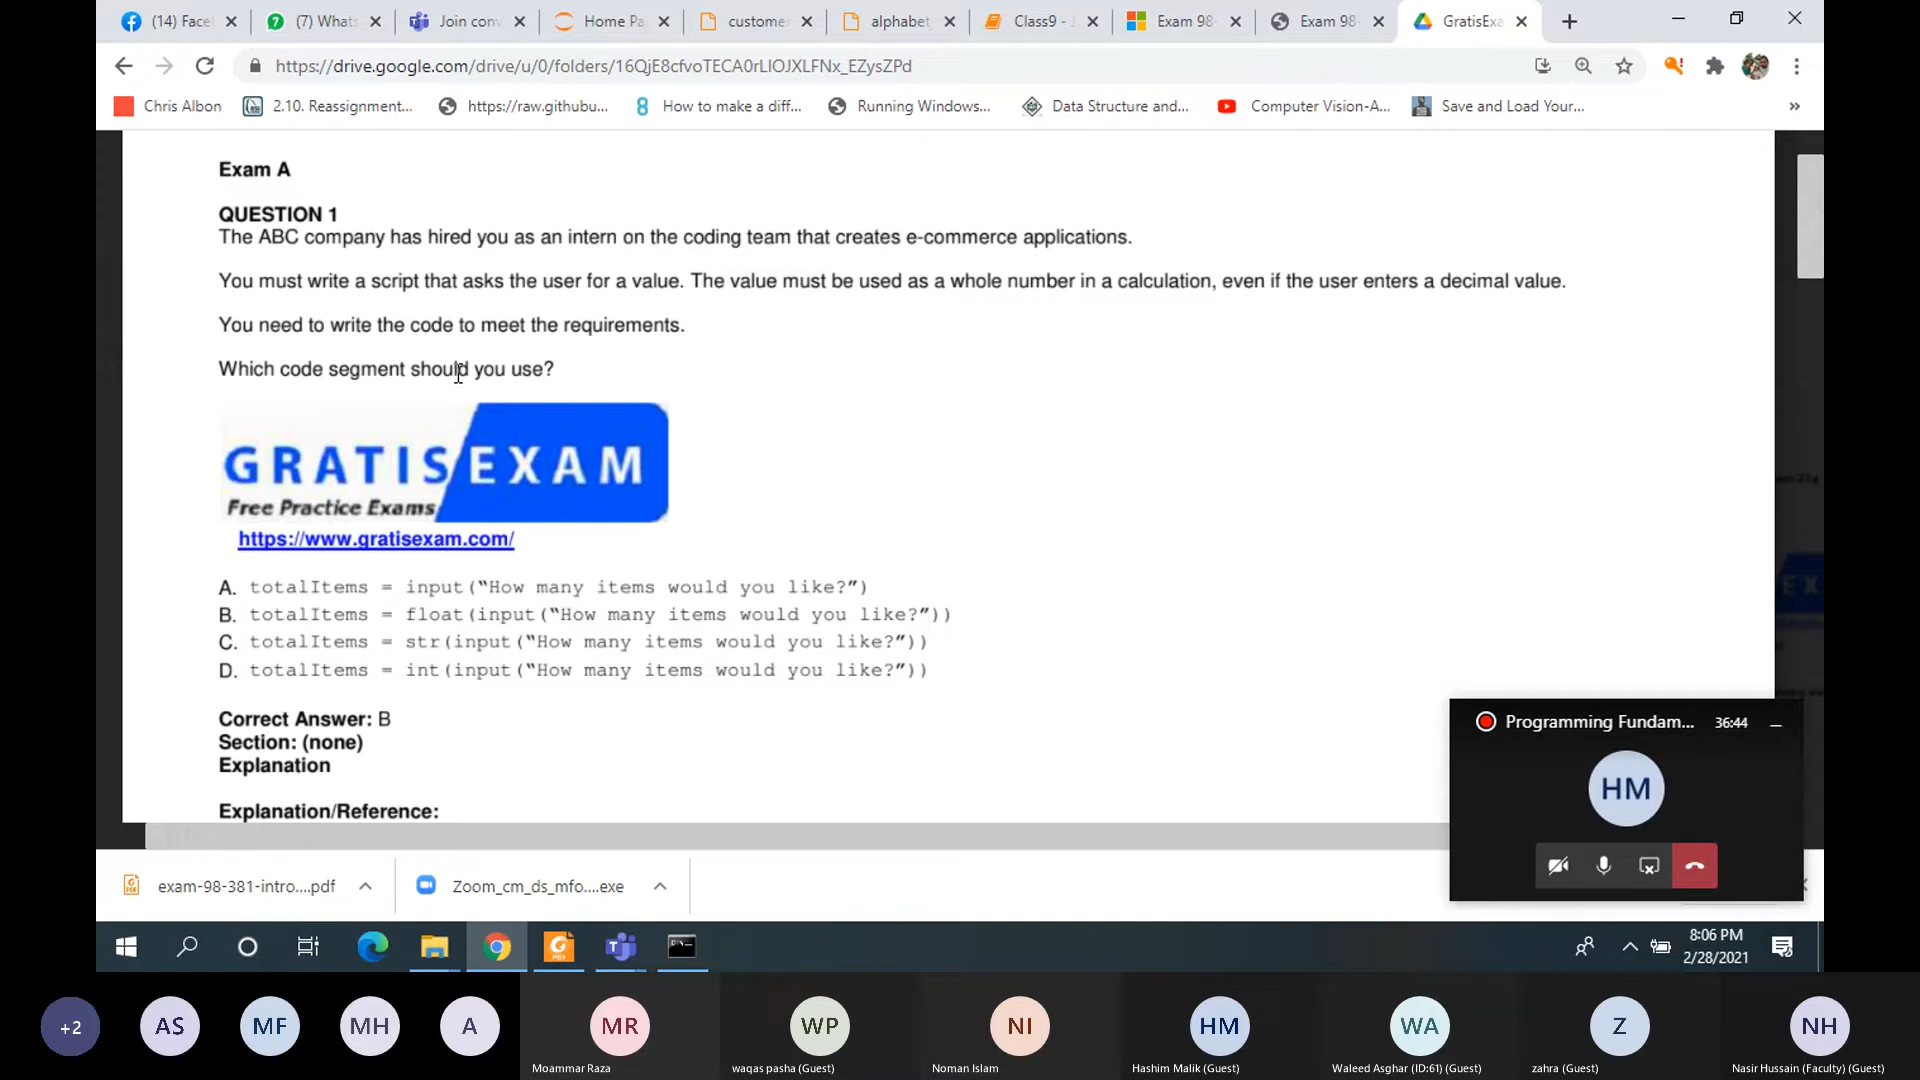 (14) Facel
(7) Whats
Join con
Home Pa
customer
alphabet
Class9 - J
Exam 98-
Exam 98-
GratisExa
https://drive.google.com/drive/u/0/folders/16QjE8cfvoTECA0rLIOJXLFNx_EZysZPd
Chris Albon
2.10. Reassignment...
https://raw.githubu...
How to make a diff...
Running Windows...
Data Structure and...
Computer Vision-A...
Save and Load Your...
Exam A
QUESTION 1
The ABC company has hired you as an intern on the coding team that creates e-commerce applications.
You must write a script that asks the user for a value. The value must be used as a whole number in a calculation, even if the user enters a decimal value.
You need to write the code to meet the requirements.
Which code segment should you use?
GRATIS EXAM
Free Practice Exams
https://www.gratisexam.com/
A. totalItems = input(“How many items would you like?”)
B. totalItems = float(input(“How many items would you like?”))
C. totalItems = str(input(“How many items would you like?”))
D. totalItems = int(input(“How many items would you like?”))
Correct Answer: B
Section: (none)
Explanation
Explanation/Reference:
Programming Fundam... 36:44
HM
exam-98-381-intro....pdf
Zoom_cm_ds_mfo....exe
8:06 PM
2/28/2021
+2
AS
MF
MH
A
MR
WP
NI
HM
WA
Z
NH
Moammar Raza
waqas pasha (Guest)
Noman Islam
Hashim Malik (Guest)
Waleed Asghar (ID:61) (Guest)
zahra (Guest)
Nasir Hussain (Faculty) (Guest)